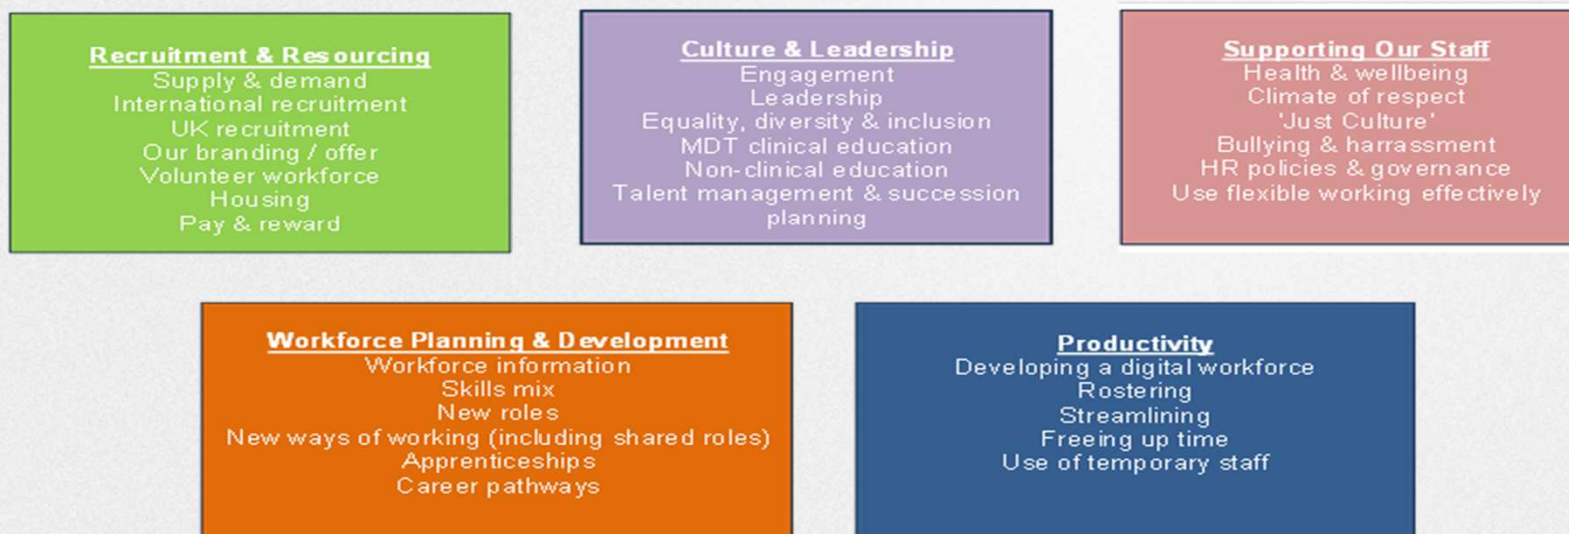 Recruitment & Resourcing
Supply & demand
International recruitment
UK recruitment
Our branding / offer
Volunteer workforce
Housing
Pay & reward
Culture & Leadership
Engagement
Leadership
Equality, diversity & inclusion
MDT clinical education
Non-clinical education
Talent management & succession
planning
Supporting Our Staff
Health & wellbeing
Climate of respect
'Just Culture'
Bullying & harrassment
HR policies & governance
Use flexible working effectively
Workforce Planning & Development
Workforce information
Skills mix
New roles
New ways of working (including shared roles)
Apprenticeships
Career pathways
Productivity
Developing a digital workforce
Rostering
Streamlining
Freeing up time
Use of temporary staff